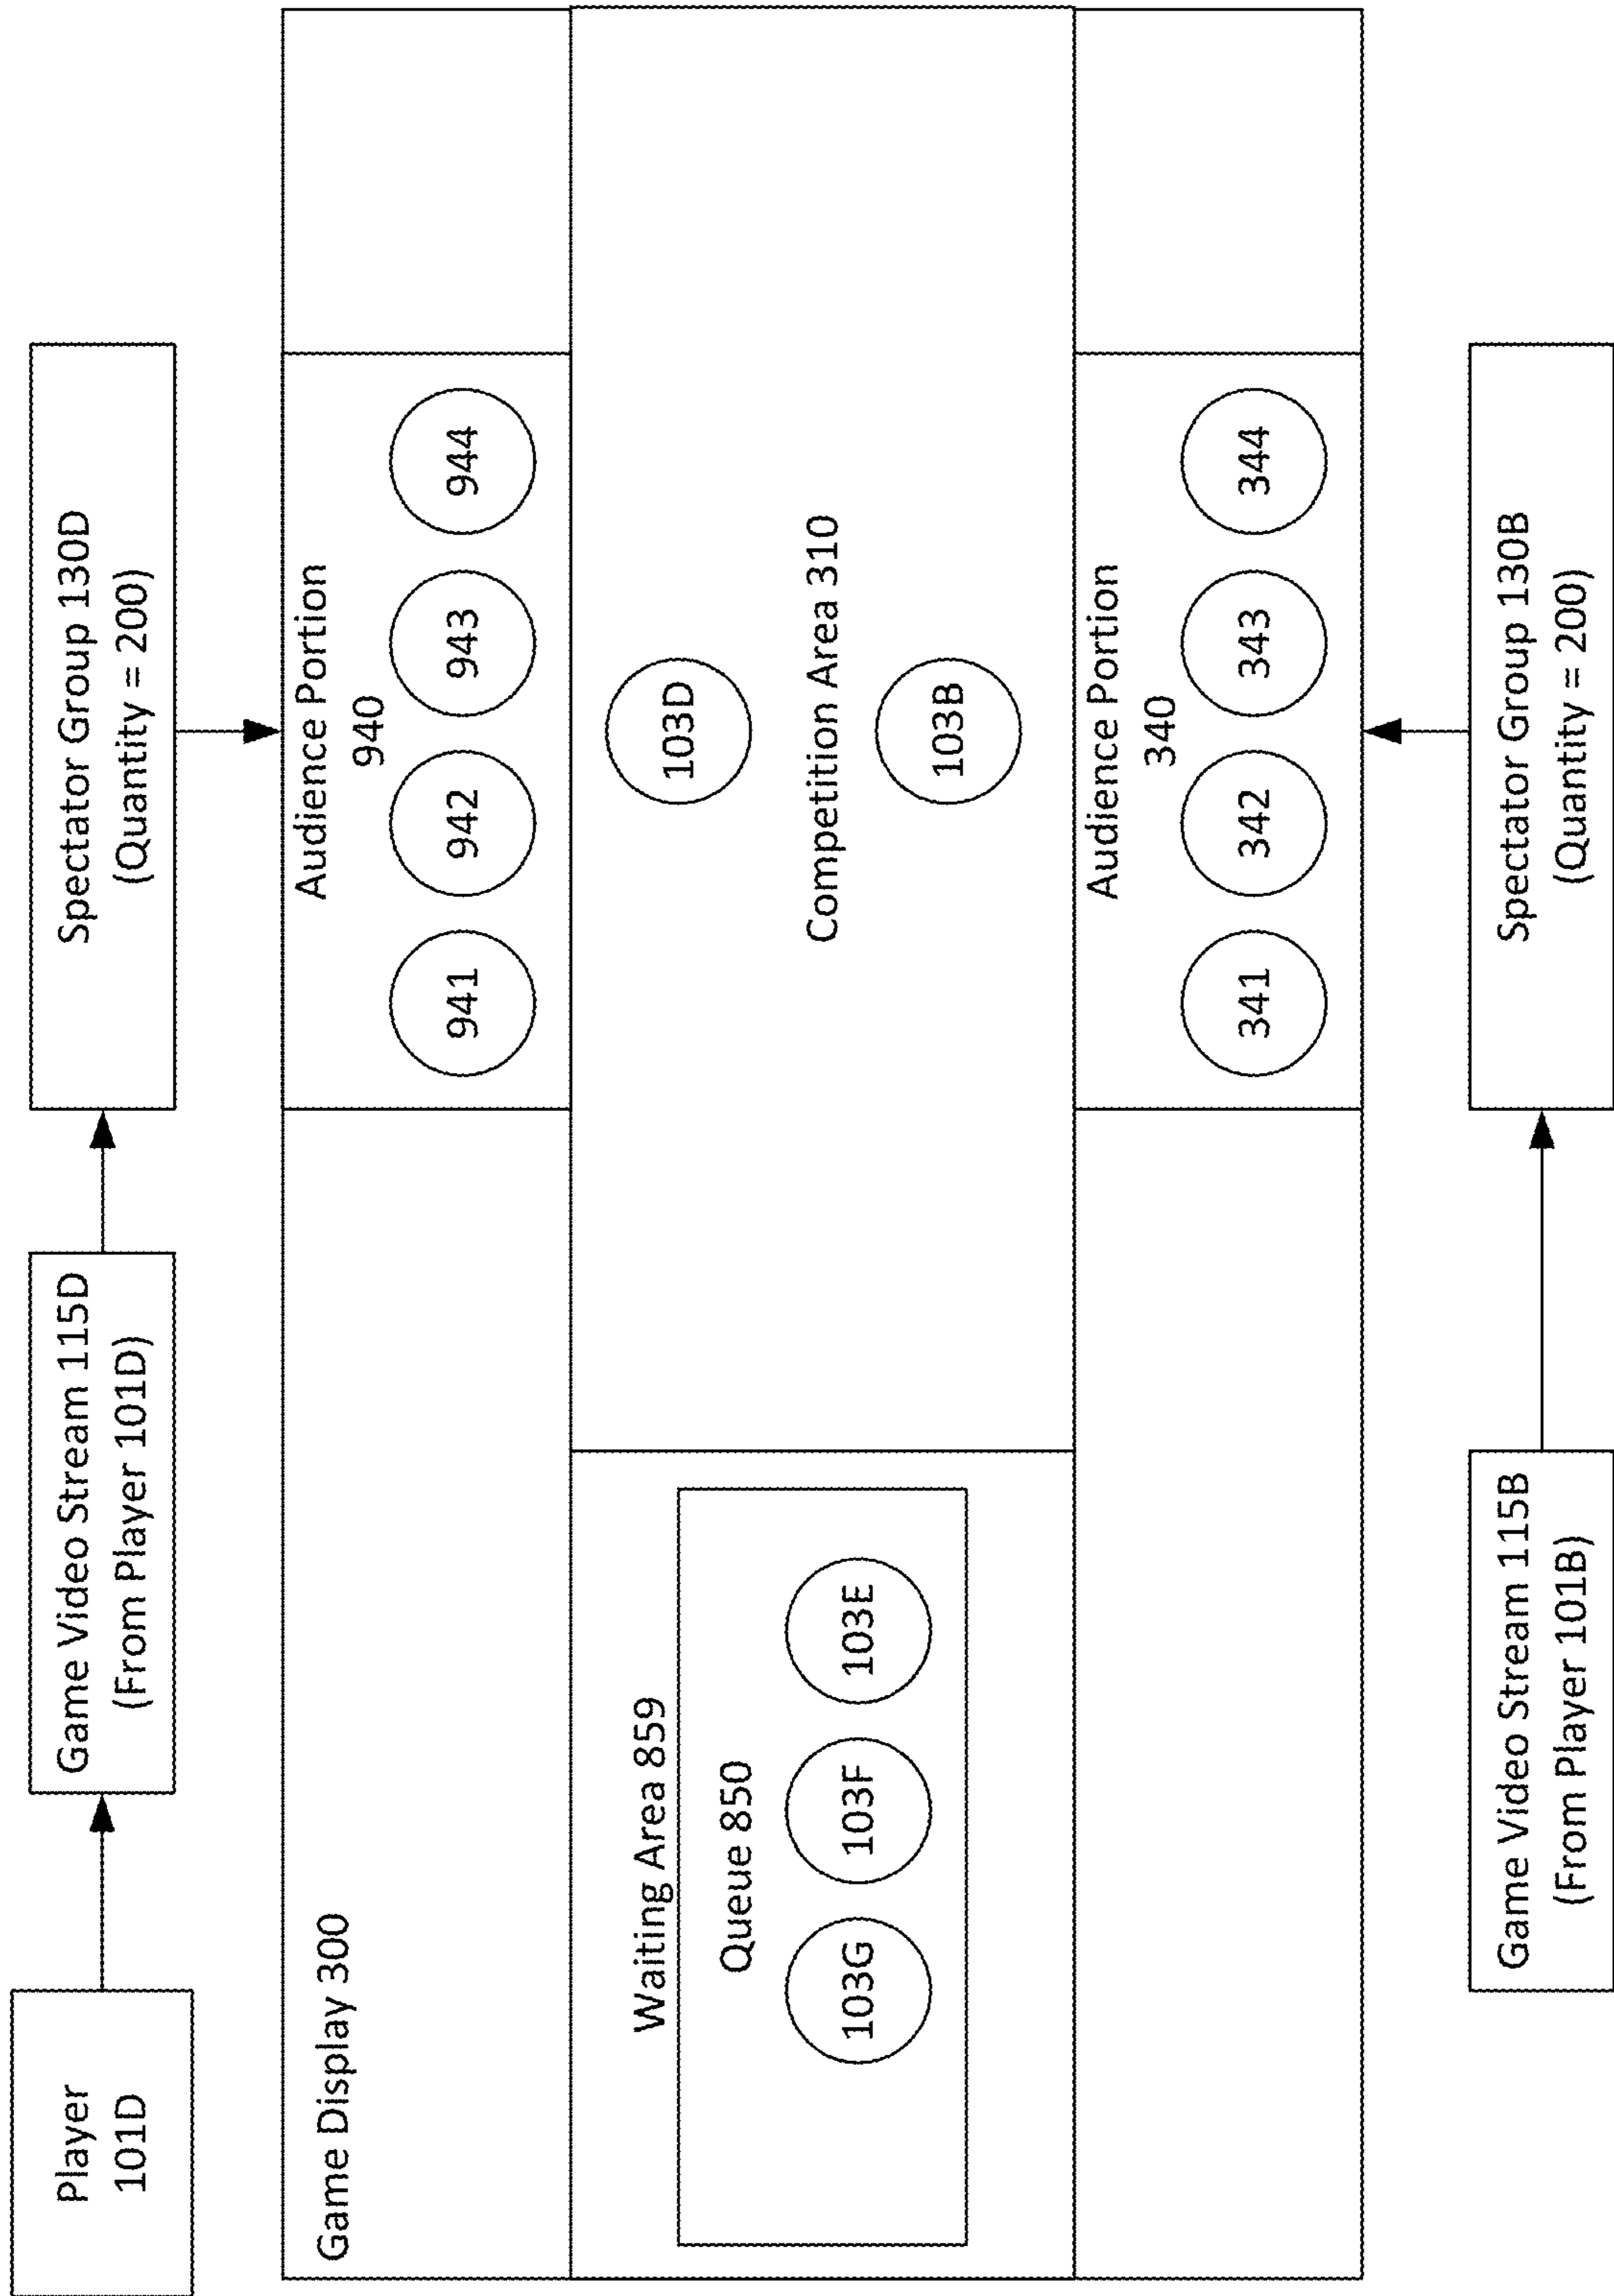 Player
101D
Game Video Stream 115D
(From Player 101D)
Spectator Group 130D
(Quantity = 200)
Game Display 300
Audience Portion
940
941
942
943
944
Waiting Area 859
Queue 850
103G
103F
103E
103D
Competition Area 310
103B
Audience Portion
340
341
342
343
344
Game Video Stream 115B
(From Player 101B)
Spectator Group 130B
(Quantity = 200)